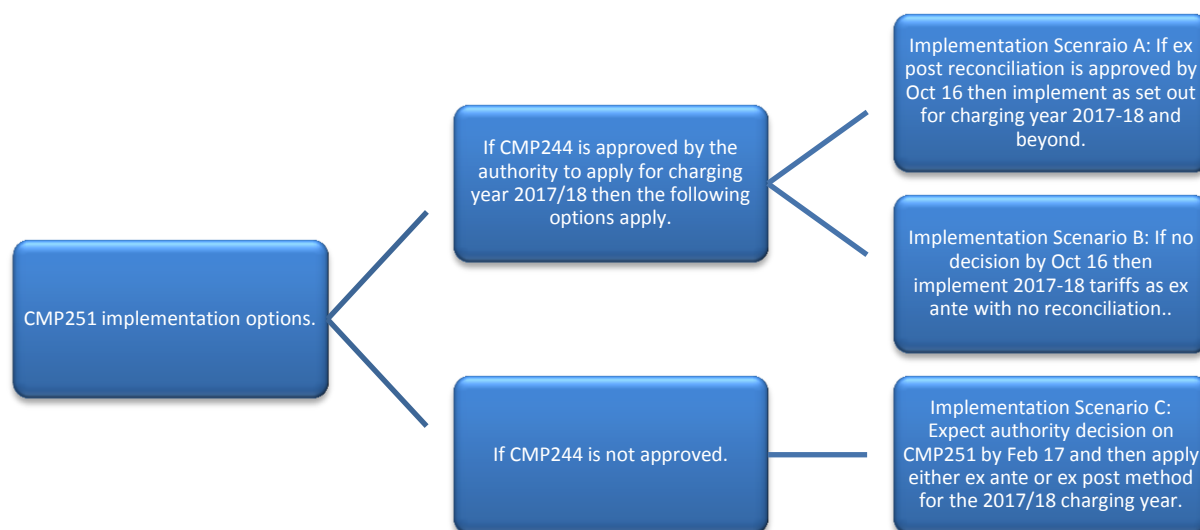 CMP251 implementation options.
If CMP244 is approved by the
authority to apply for charging
year 2017/18 then the following
options apply.
If CMP244 is not approved.
Implementation Scenraio A: If ex
post reconciliation is approved by
Oct 16 then implement as set out
for charging year 2017-18 and
beyond.
Implementation Scenario B: If no
decision by Oct 16 then
implement 2017-18 tariffs as ex
ante with no reconciliation..
Implementation Scenario C:
Expect authority decision on
CMP251 by Feb 17 and then apply
either ex ante or ex post method
for the 2017/18 charging year.